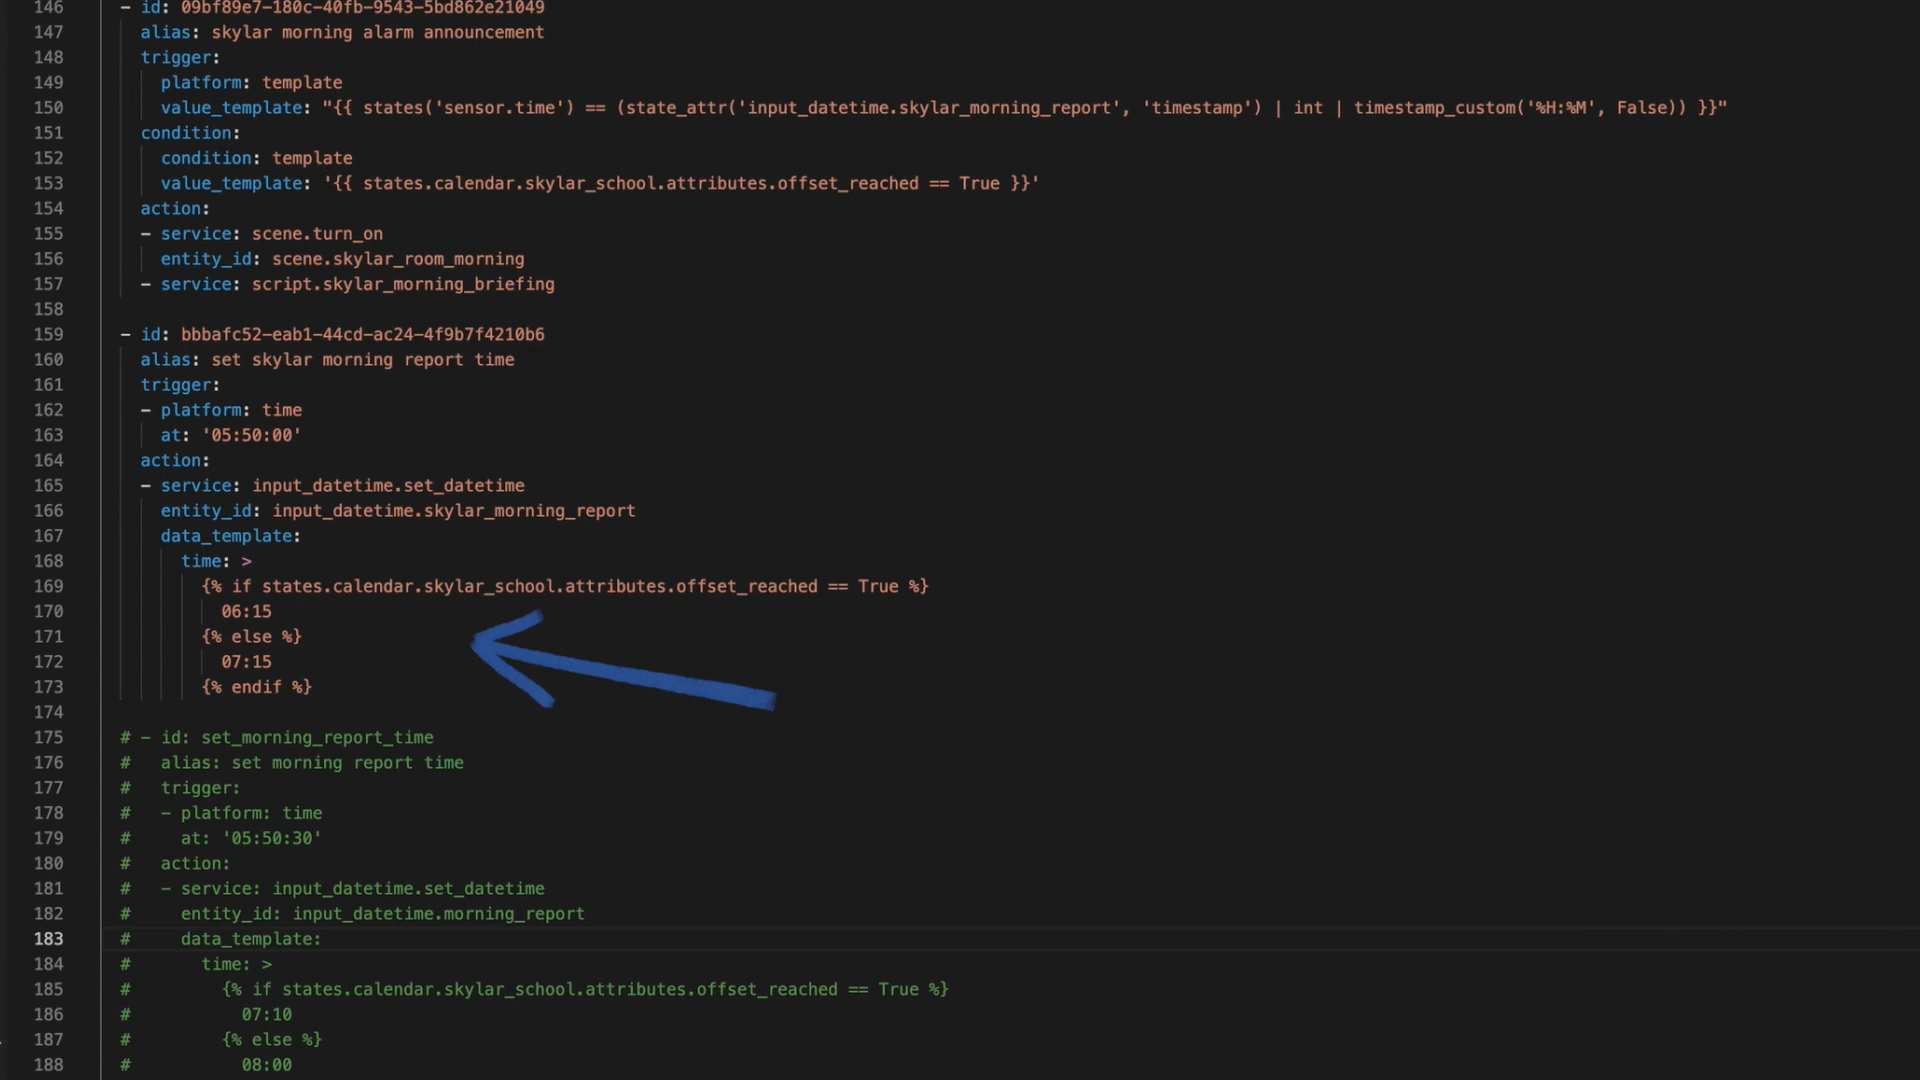 146 - id: 09bf89e7-180c-40fb-9543-5bd862e21049
147 alias: skylar morning alarm announcement
148 trigger:
149 platform: template
150 value_template: "{{ states('sensor.time') == (state_attr('input_datetime.skylar_morning_report', 'timestamp') | int | timestamp_custom('%H:%M', False)) }}"
151 condition:
152 condition: template
153 value_template: '{{ states.calendar.skylar_school.attributes.offset_reached == True }}'
154 action:
155 - service: scene.turn_on
156 entity_id: scene.skylar_room_morning
157 - service: script.skylar_morning_briefing
158
159 - id: bbbafc52-eab1-44cd-ac24-4f9b7f4210b6
160 alias: set skylar morning report time
161 trigger:
162 - platform: time
163 at: '05:50:00'
164 action:
165 - service: input_datetime.set_datetime
166 entity_id: input_datetime.skylar_morning_report
167 data_template:
168 time: >
169 {% if states.calendar.skylar_school.attributes.offset_reached == True %}
170 06:15
171 {% else %}
172 07:15
173 {% endif %}
174
175 # - id: set_morning_report_time
176 # alias: set morning report time
177 # trigger:
178 # - platform: time
179 # at: '05:50:30'
180 # action:
181 # - service: input_datetime.set_datetime
182 # entity_id: input_datetime.morning_report
183 # data_template:
184 # time: >
185 # {% if states.calendar.skylar_school.attributes.offset_reached == True %}
186 # 07:10
187 # {% else %}
188 # 08:00